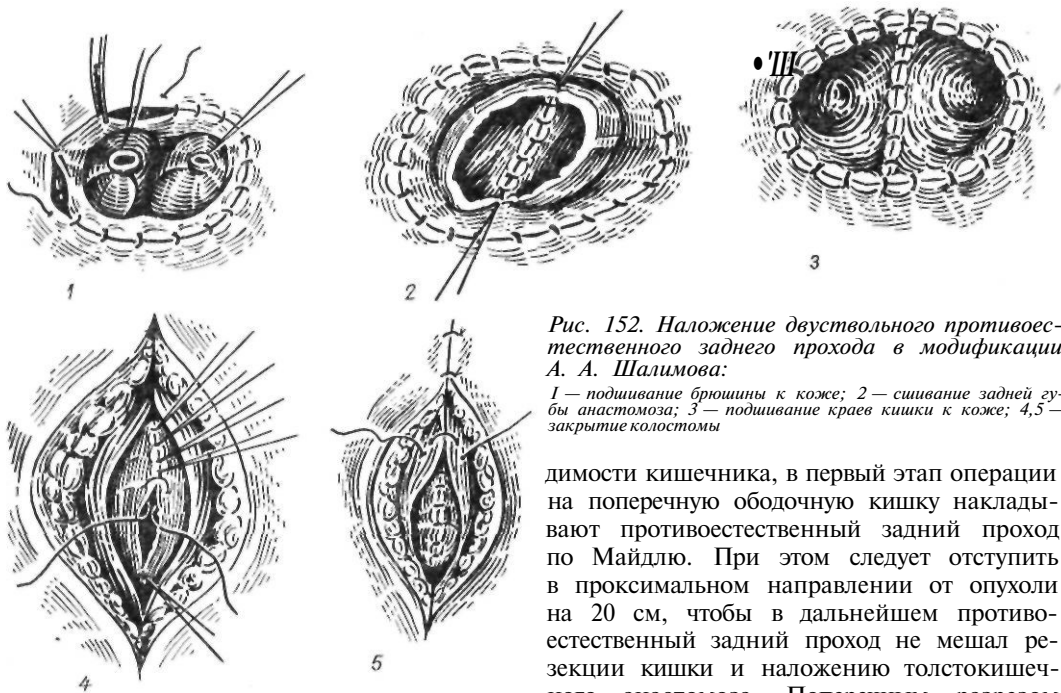 1
2
3
Рис. 152. Наложение двуствольного противоес-
тественного заднего прохода в модификации
А. А. Шалимова:
1 — подшивание брюшины к коже; 2 — сшивание задней гу-
бы анастомоза; 3 — подшивание краев кишки к коже; 4,5 —
закрытие колостомы
4
5
димости кишечника, в первый этап операции
на поперечную ободочную кишку наклады-
вают противоестественный задний проход
по Майдлю. При этом следует отступить
в проксимальном направлении от опухоли
на 20 см, чтобы в дальнейшем противо-
естественный задний проход не мешал ре-
зекции кишки и наложению толстокишеч-